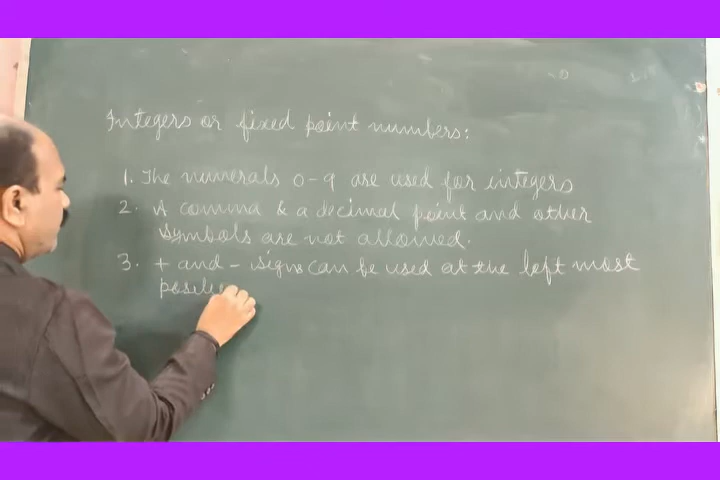 Integers or fixed point numbers:
1. The numerals 0-9 are used for integers
2. A comma & a decimal point and other
symbols are not allowed.
3. + and - signs can be used at the left most